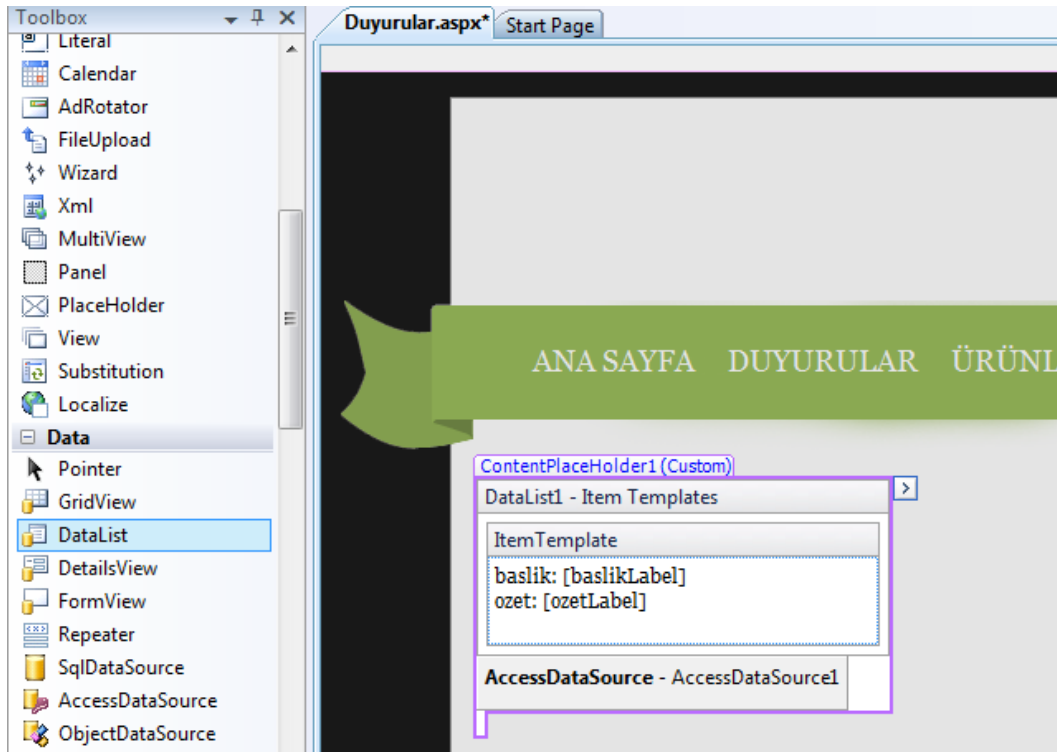 Toolbox
Literal
Calendar
AdRotator
FileUpload
Wizard
Xml
MultiView
Panel
PlaceHolder
View
Substitution
Localize
Data
Pointer
GridView
DataList
DetailsView
FormView
Repeater
SqlDataSource
AccessDataSource
ObjectDataSource
Duyurular.aspx* Start Page
ANA SAYFA DUYURULAR ÜRÜNL
ContentPlaceHolder1 (Custom)
DataList1 - Item Templates
ItemTemplate
baslik: [baslikLabel]
ozet: [ozetLabel]
AccessDataSource - AccessDataSource1